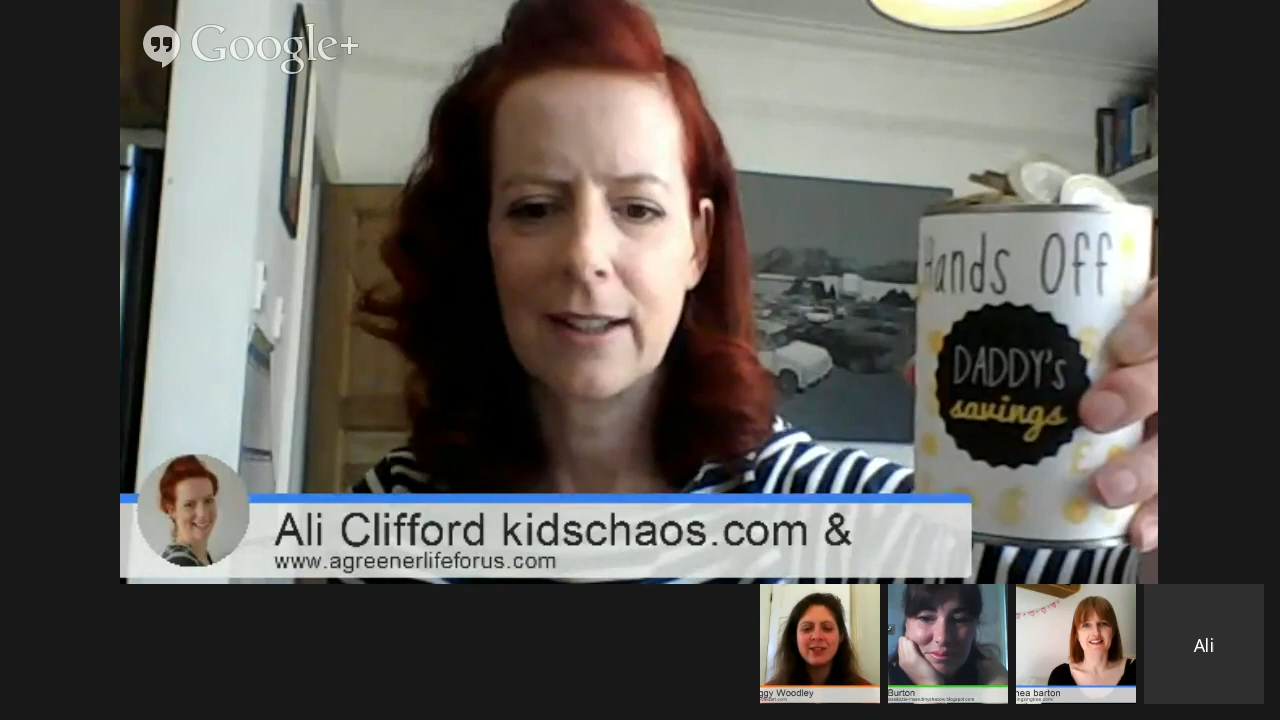 Google+
Hands Off
DADDY's
savings
Ali Clifford kidschaos.com &
www.agreenerlifeforus.com
ggy Woodley
Burton
hea barton
Ali